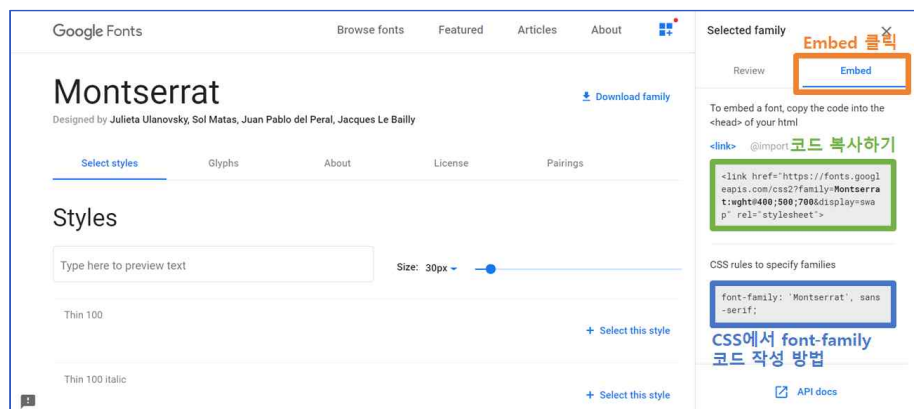 Google Fonts
Browse fonts
Featured
Articles
About
Montserrat
Download family
Designed by Julieta Ulanovsky, Sol Matas, Juan Pablo del Peral, Jacques Le Bailly
Select styles
Glyphs
About
License
Pairings
Styles
Type here to preview text
Size: 30px
Thin 100
+ Select this style
Thin 100 italic
+ Select this style
Selected family
Embed 클릭
Review
Embed
To embed a font, copy the code into the
<head> of your html
<link> @import 코드 복사하기
<link href="https://fonts.googl
eapis.com/css2?family=Montserra
t:wght@400;500;700&display=swa
p" rel="stylesheet">
CSS rules to specify families
font-family: 'Montserrat', sans
-serif;
CSS에서 font-family
코드 작성 방법
API docs